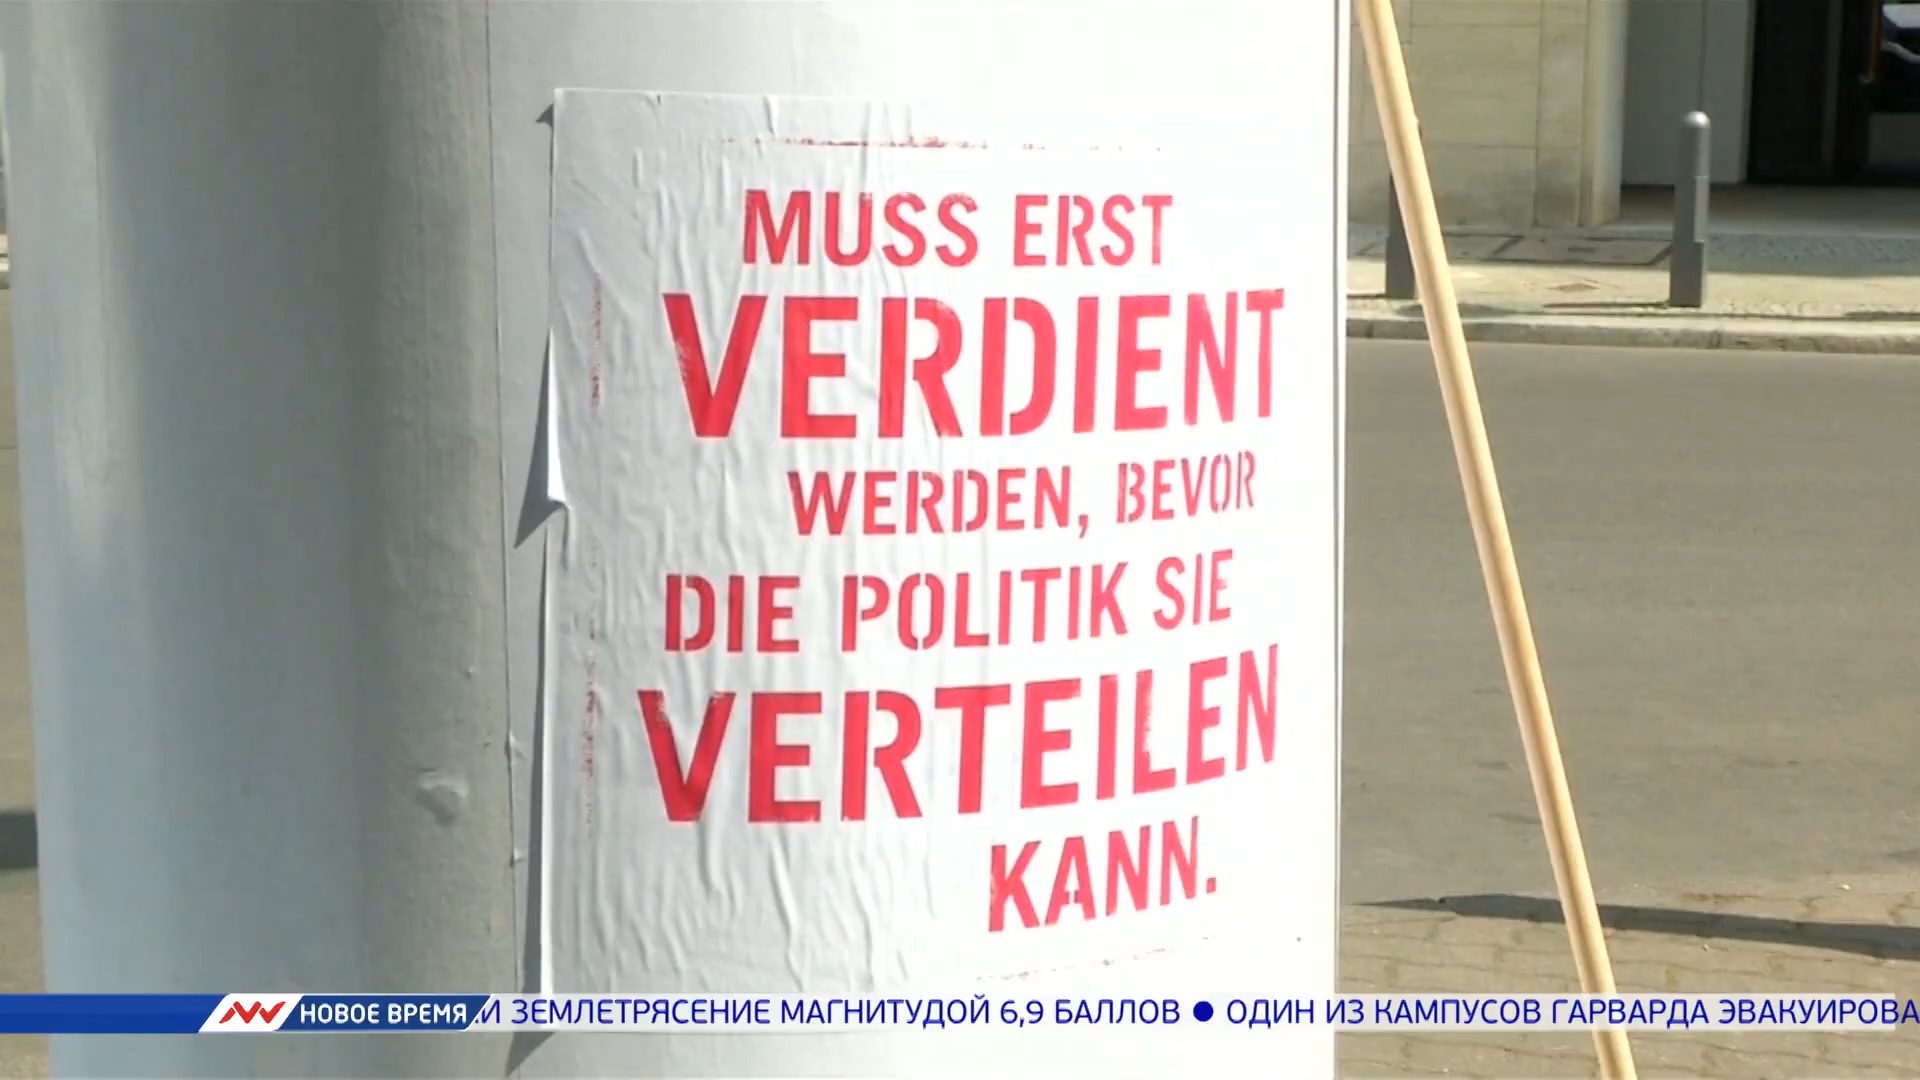 MUSS ERST
VERDIENT
WERDEN, BEVOR
DIE POLITIK SIE
VERTEILEN
KANN.
НОВОЕ ВРЕМЯ
ЗЕМЛЕТРЯСЕНИЕ МАГНИТУДОЙ 6,9 БАЛЛОВ ● ОДИН ИЗ КАМПУСОВ ГАРВАРДА ЭВАКУИРОВА